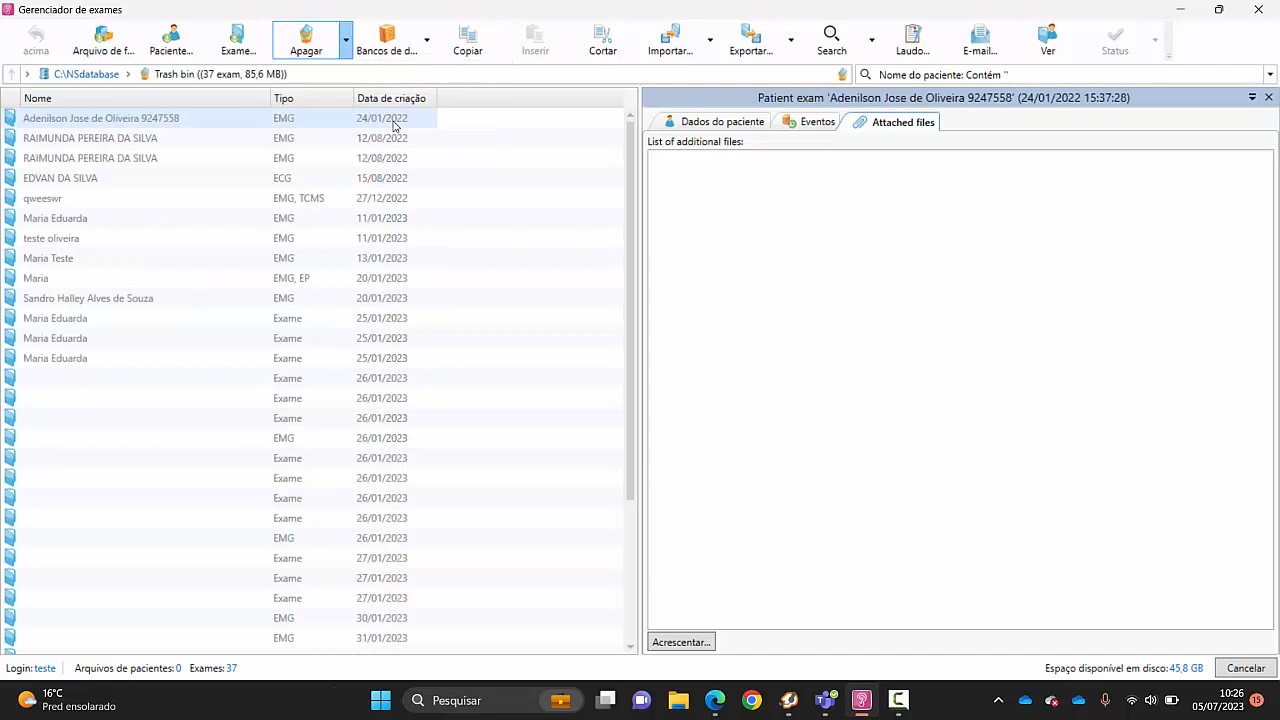 Gerenciador de exames
acima
Arquivo de f...
Paciente...
Exame...
Apagar
Bancos de d...
Copiar
Inserir
Cortar
Importar...
Exportar...
Search
Laudo...
E-mail...
Ver
Status
C:\NSdatabase
Trash bin ((37 exam, 85,6 MB))
Nome do paciente: Contém ''
Nome Tipo Data de criação
Adenilson Jose de Oliveira 9247558 EMG 24/01/2022
RAIMUNDA PEREIRA DA SILVA EMG 12/08/2022
RAIMUNDA PEREIRA DA SILVA EMG 12/08/2022
EDVAN DA SILVA ECG 15/08/2022
qweeswr EMG, TCMS 27/12/2022
Maria Eduarda EMG 11/01/2023
teste oliveira EMG 11/01/2023
Maria Teste EMG 13/01/2023
Maria EMG, EP 20/01/2023
Sandro Halley Alves de Souza EMG 20/01/2023
Maria Eduarda Exame 25/01/2023
Maria Eduarda Exame 25/01/2023
Maria Eduarda Exame 25/01/2023
Exame 26/01/2023
Exame 26/01/2023
Exame 26/01/2023
EMG 26/01/2023
Exame 26/01/2023
Exame 26/01/2023
Exame 26/01/2023
Exame 26/01/2023
EMG 26/01/2023
Exame 27/01/2023
Exame 27/01/2023
Exame 27/01/2023
EMG 30/01/2023
EMG 31/01/2023
Patient exam 'Adenilson Jose de Oliveira 9247558' (24/01/2022 15:37:28)
Dados do paciente
Eventos
Attached files
List of additional files:
Acrescentar...
Login: teste
Arquivos de pacientes: 0
Exames: 37
Espaço disponível em disco: 45,8 GB
Cancelar
16°C
Pred ensolarado
Pesquisar
10:26
05/07/2023
15